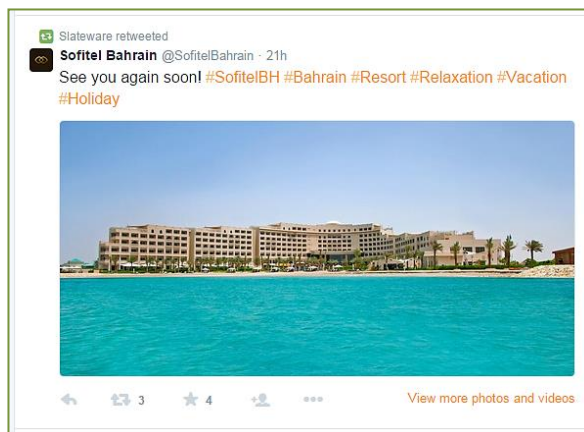 Slateware retweeted
Sofitel Bahrain @SofitelBahrain · 21h
See you again soon! #SofitelBH #Bahrain #Resort #Relaxation #Vacation
#Holiday
3 4 View more photos and videos